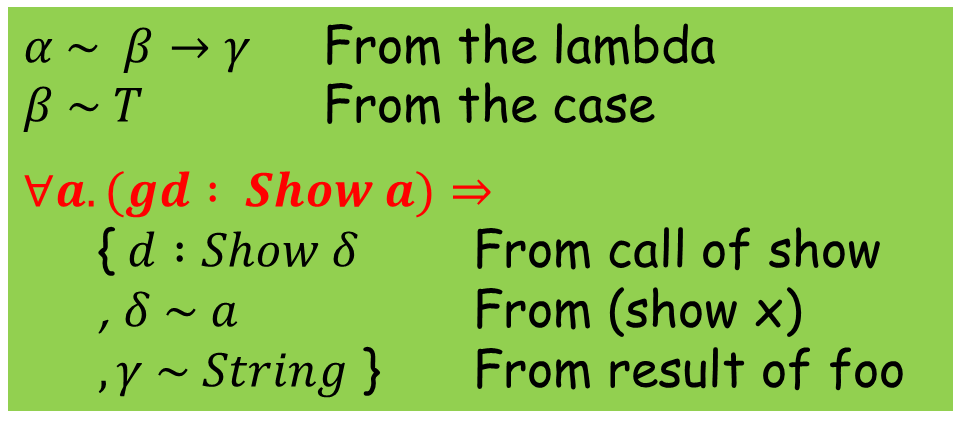 α ~ β → γ From the lambda
β ~ T From the case
∀a. (gd : Show a) ⇒
{ d : Show δ From call of show
, δ ~ a From (show x)
, γ ~ String } From result of foo